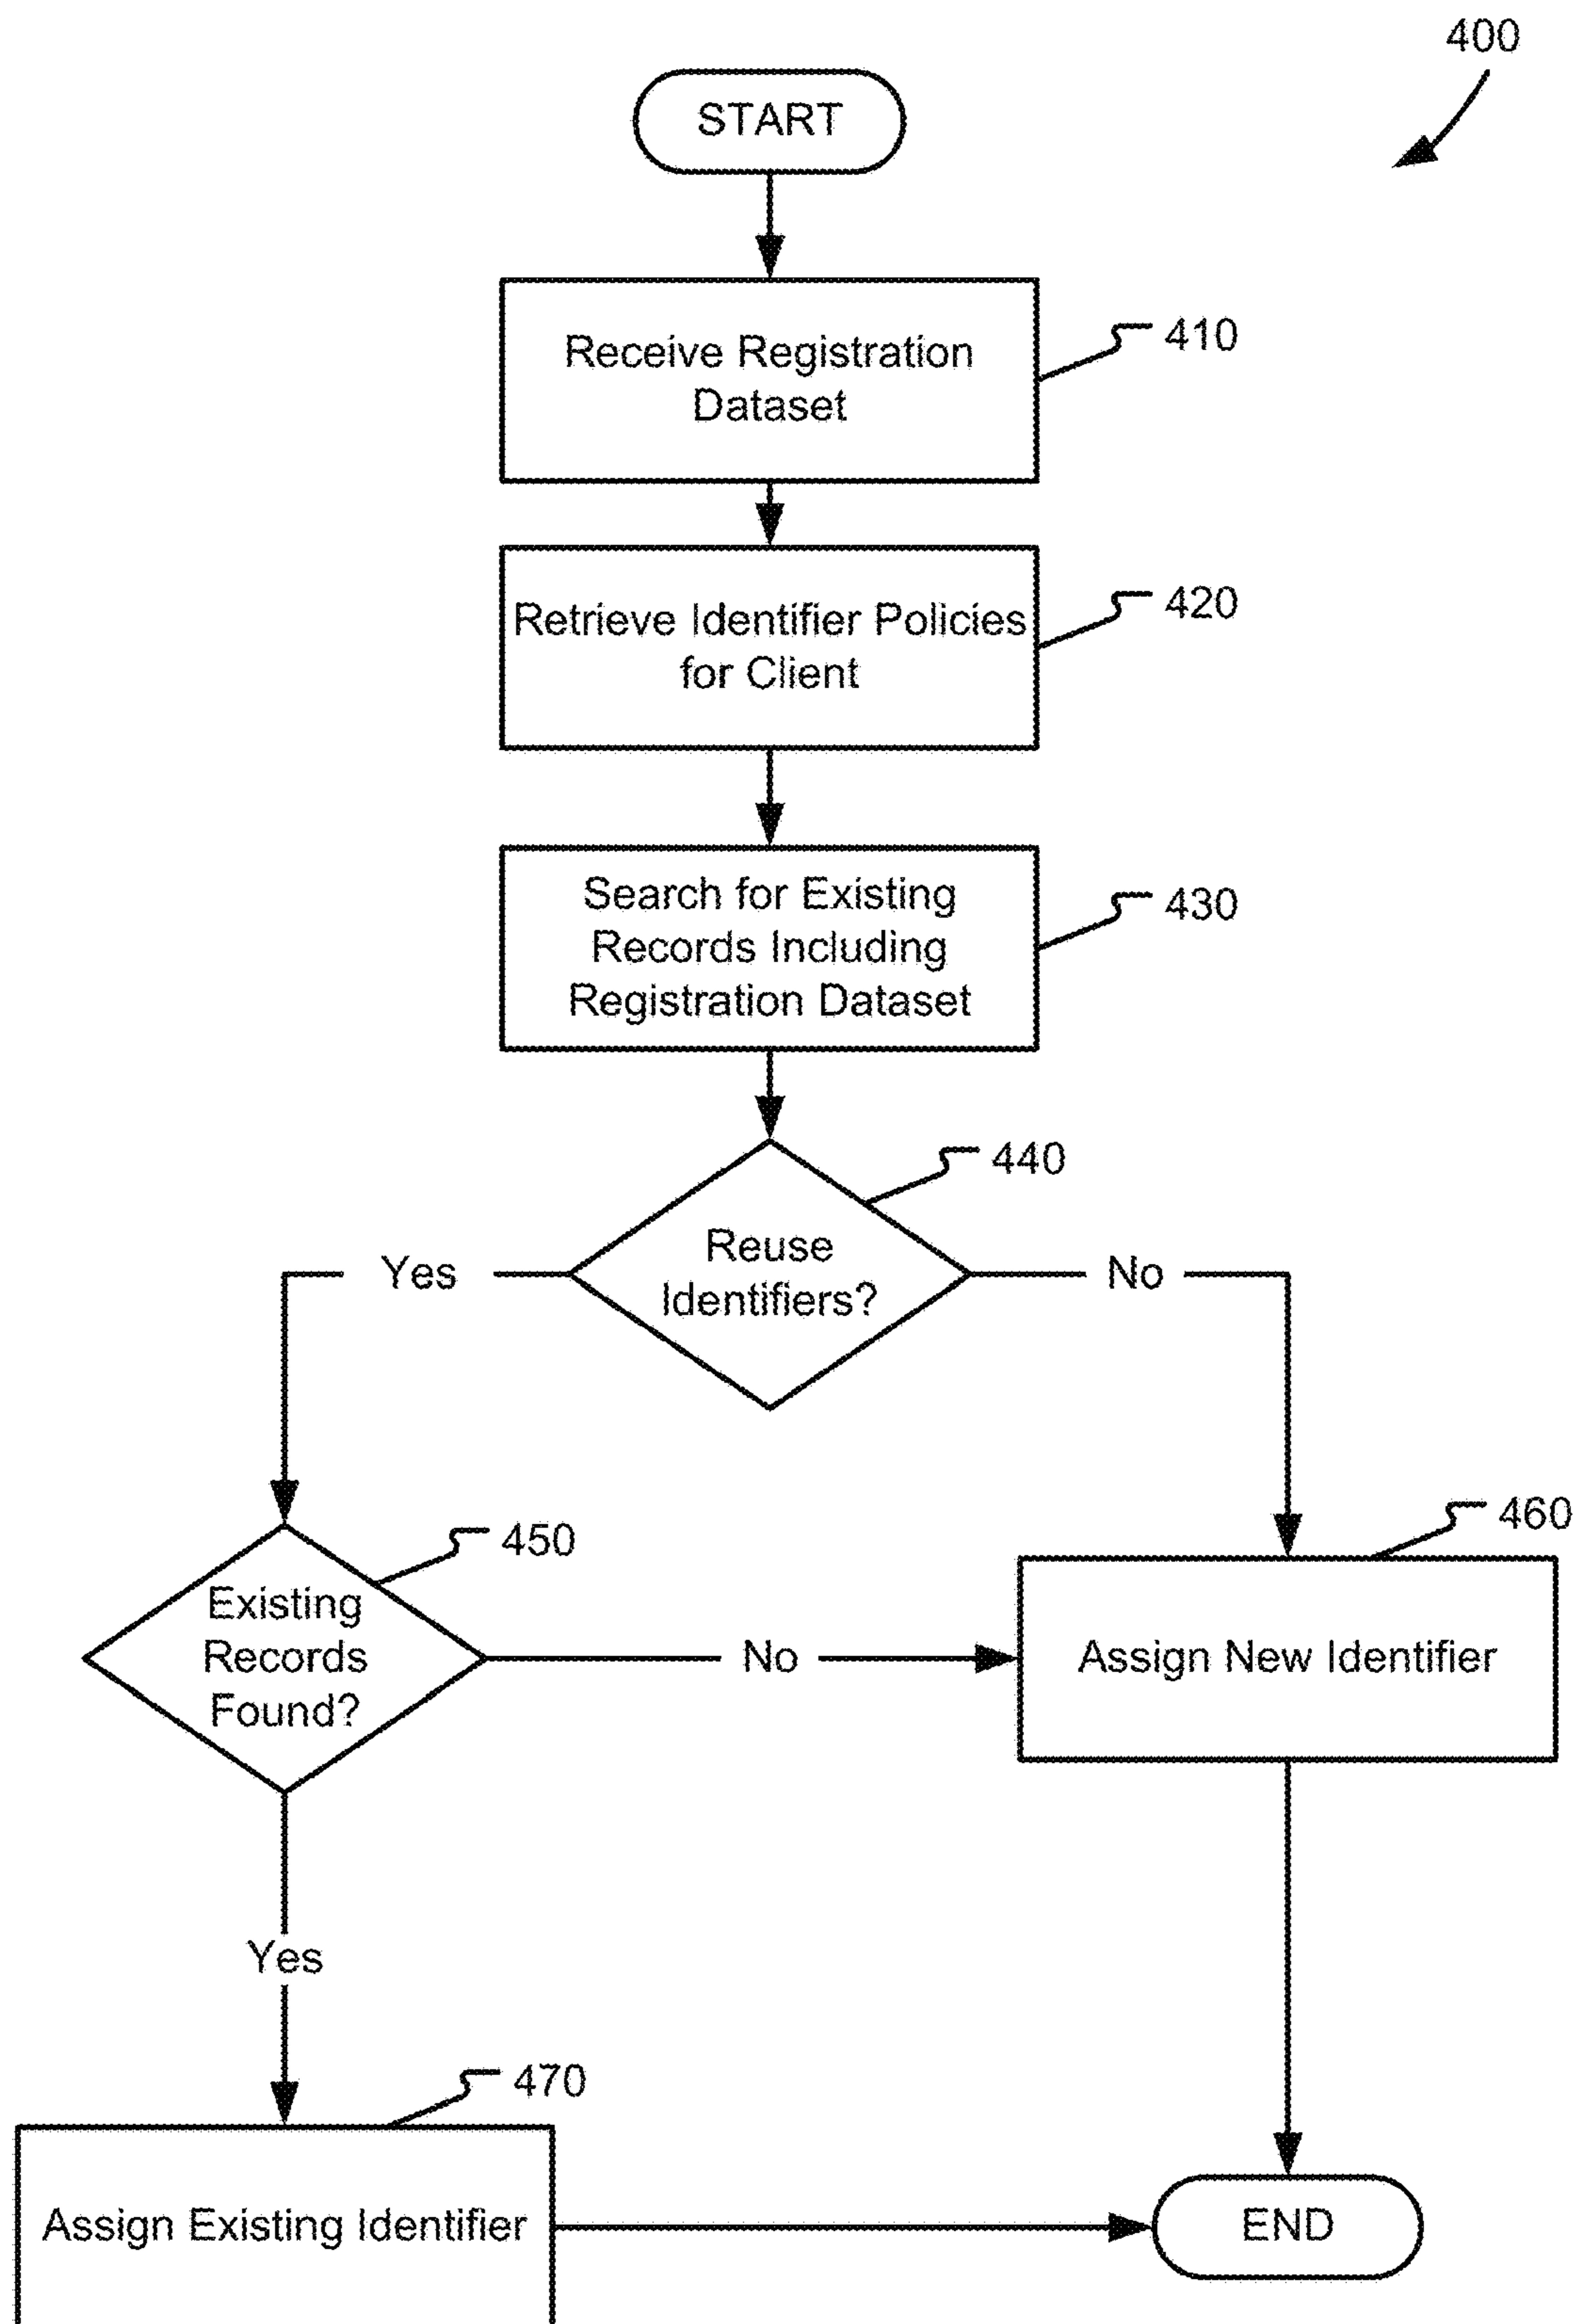 400
START
Receive Registration
Dataset
410
Retrieve Identifier Policies
for Client
420
Search for Existing
Records Including
Registration Dataset
430
440
Reuse
Identifiers?
Yes
No
450
Existing
Records
Found?
No
460
Assign New Identifier
Yes
470
Assign Existing Identifier
END